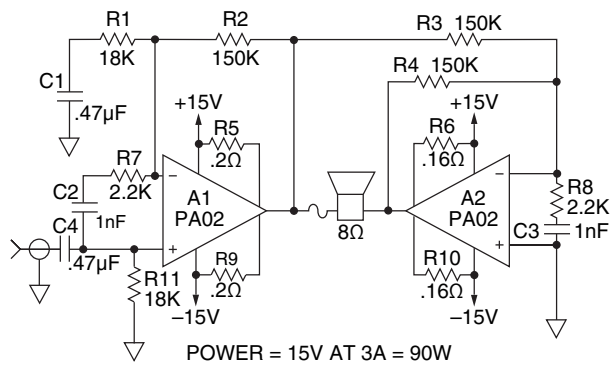 R1
18K
R2
150K
R3 150K
R4 150K
C1
.47µF
+15V
+15V
R5
.2Ω
R6
.16Ω
R7
2.2K
C2
1nF
C4
.47µF
–
+
A1
PA02
8Ω
A2
PA02
–
+
R8
2.2K
C3
1nF
R11
18K
R9
.2Ω
R10
.16Ω
–15V
–15V
POWER = 15V AT 3A = 90W